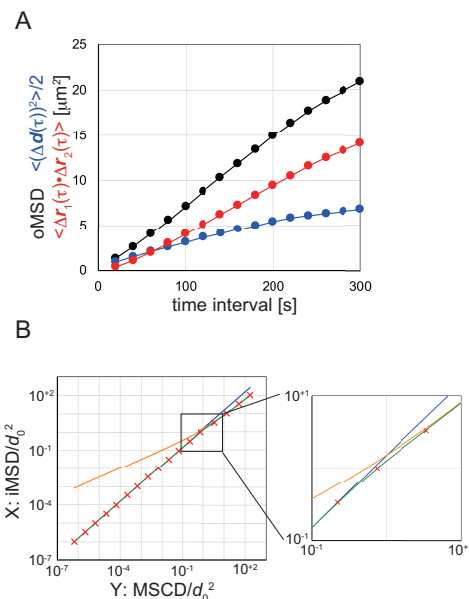 A
oMSD <(Δd(τ))²>/2
<Δr₁(τ)•Δr₂(τ)> [μm²]
25
20
15
10
5
0
0 100 200 300
time interval [s]
B
X: iMSD/d₀²
10⁺²
10⁻¹
10⁻⁴
10⁻⁷
10⁻⁷ 10⁻⁴ 10⁻¹ 10⁺²
Y: MSCD/d₀²
10⁺¹
10⁻¹
10⁻¹ 10⁺